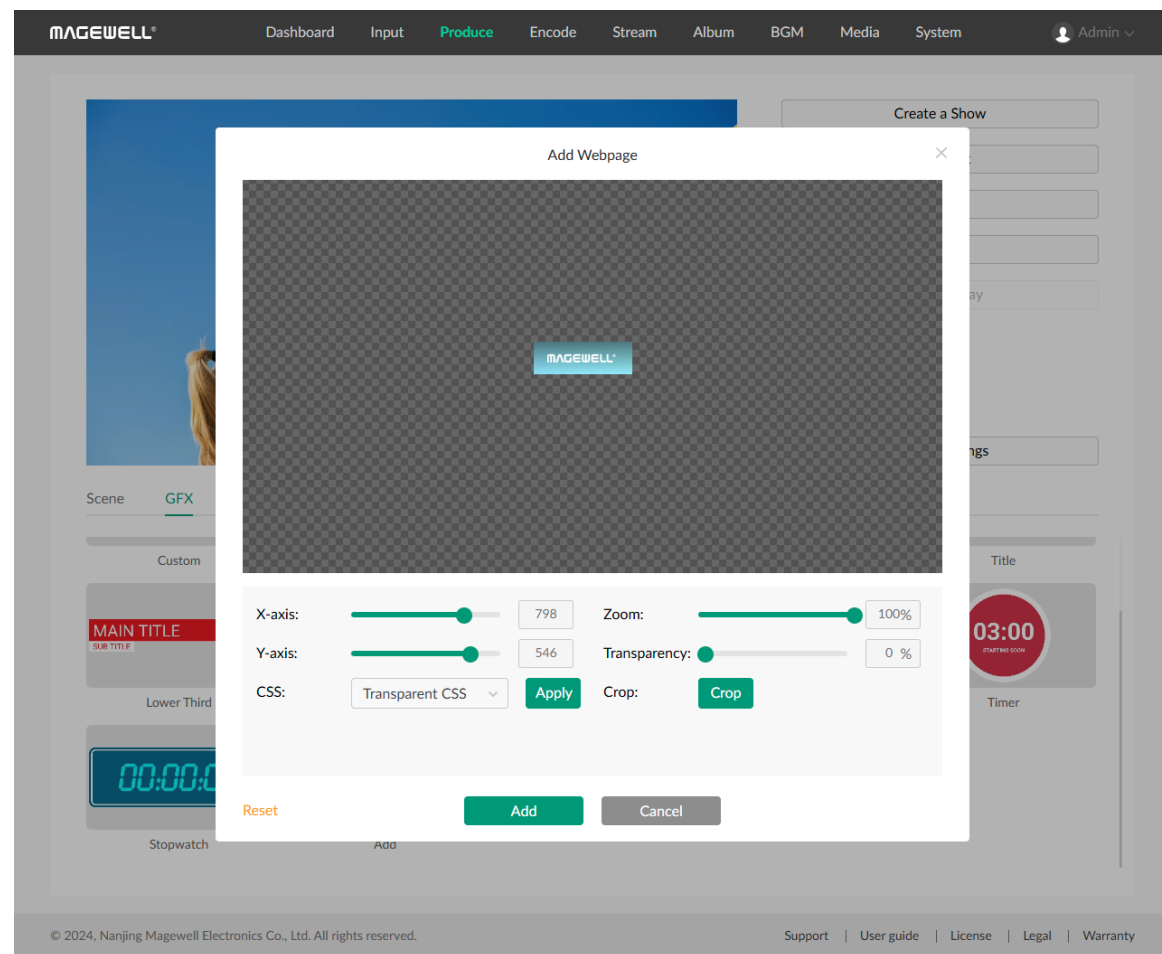 MAGEWELL®
Dashboard Input Produce Encode Stream Album BGM Media System Admin
Create a Show
Add Webpage
ay
MAGEWELL®
ngs
Scene GFX
Custom
Title
X-axis: 798 Zoom: 100%
MAIN TITLE
SUB TITLE
03:00
STARTING SOON
Y-axis: 546 Transparency: 0 %
CSS: Transparent CSS Apply Crop: Crop
Lower Third
Timer
00:00:0
Reset Add Cancel
Stopwatch
Add
© 2024, Nanjing Magewell Electronics Co., Ltd. All rights reserved.
Support | User guide | License | Legal | Warranty